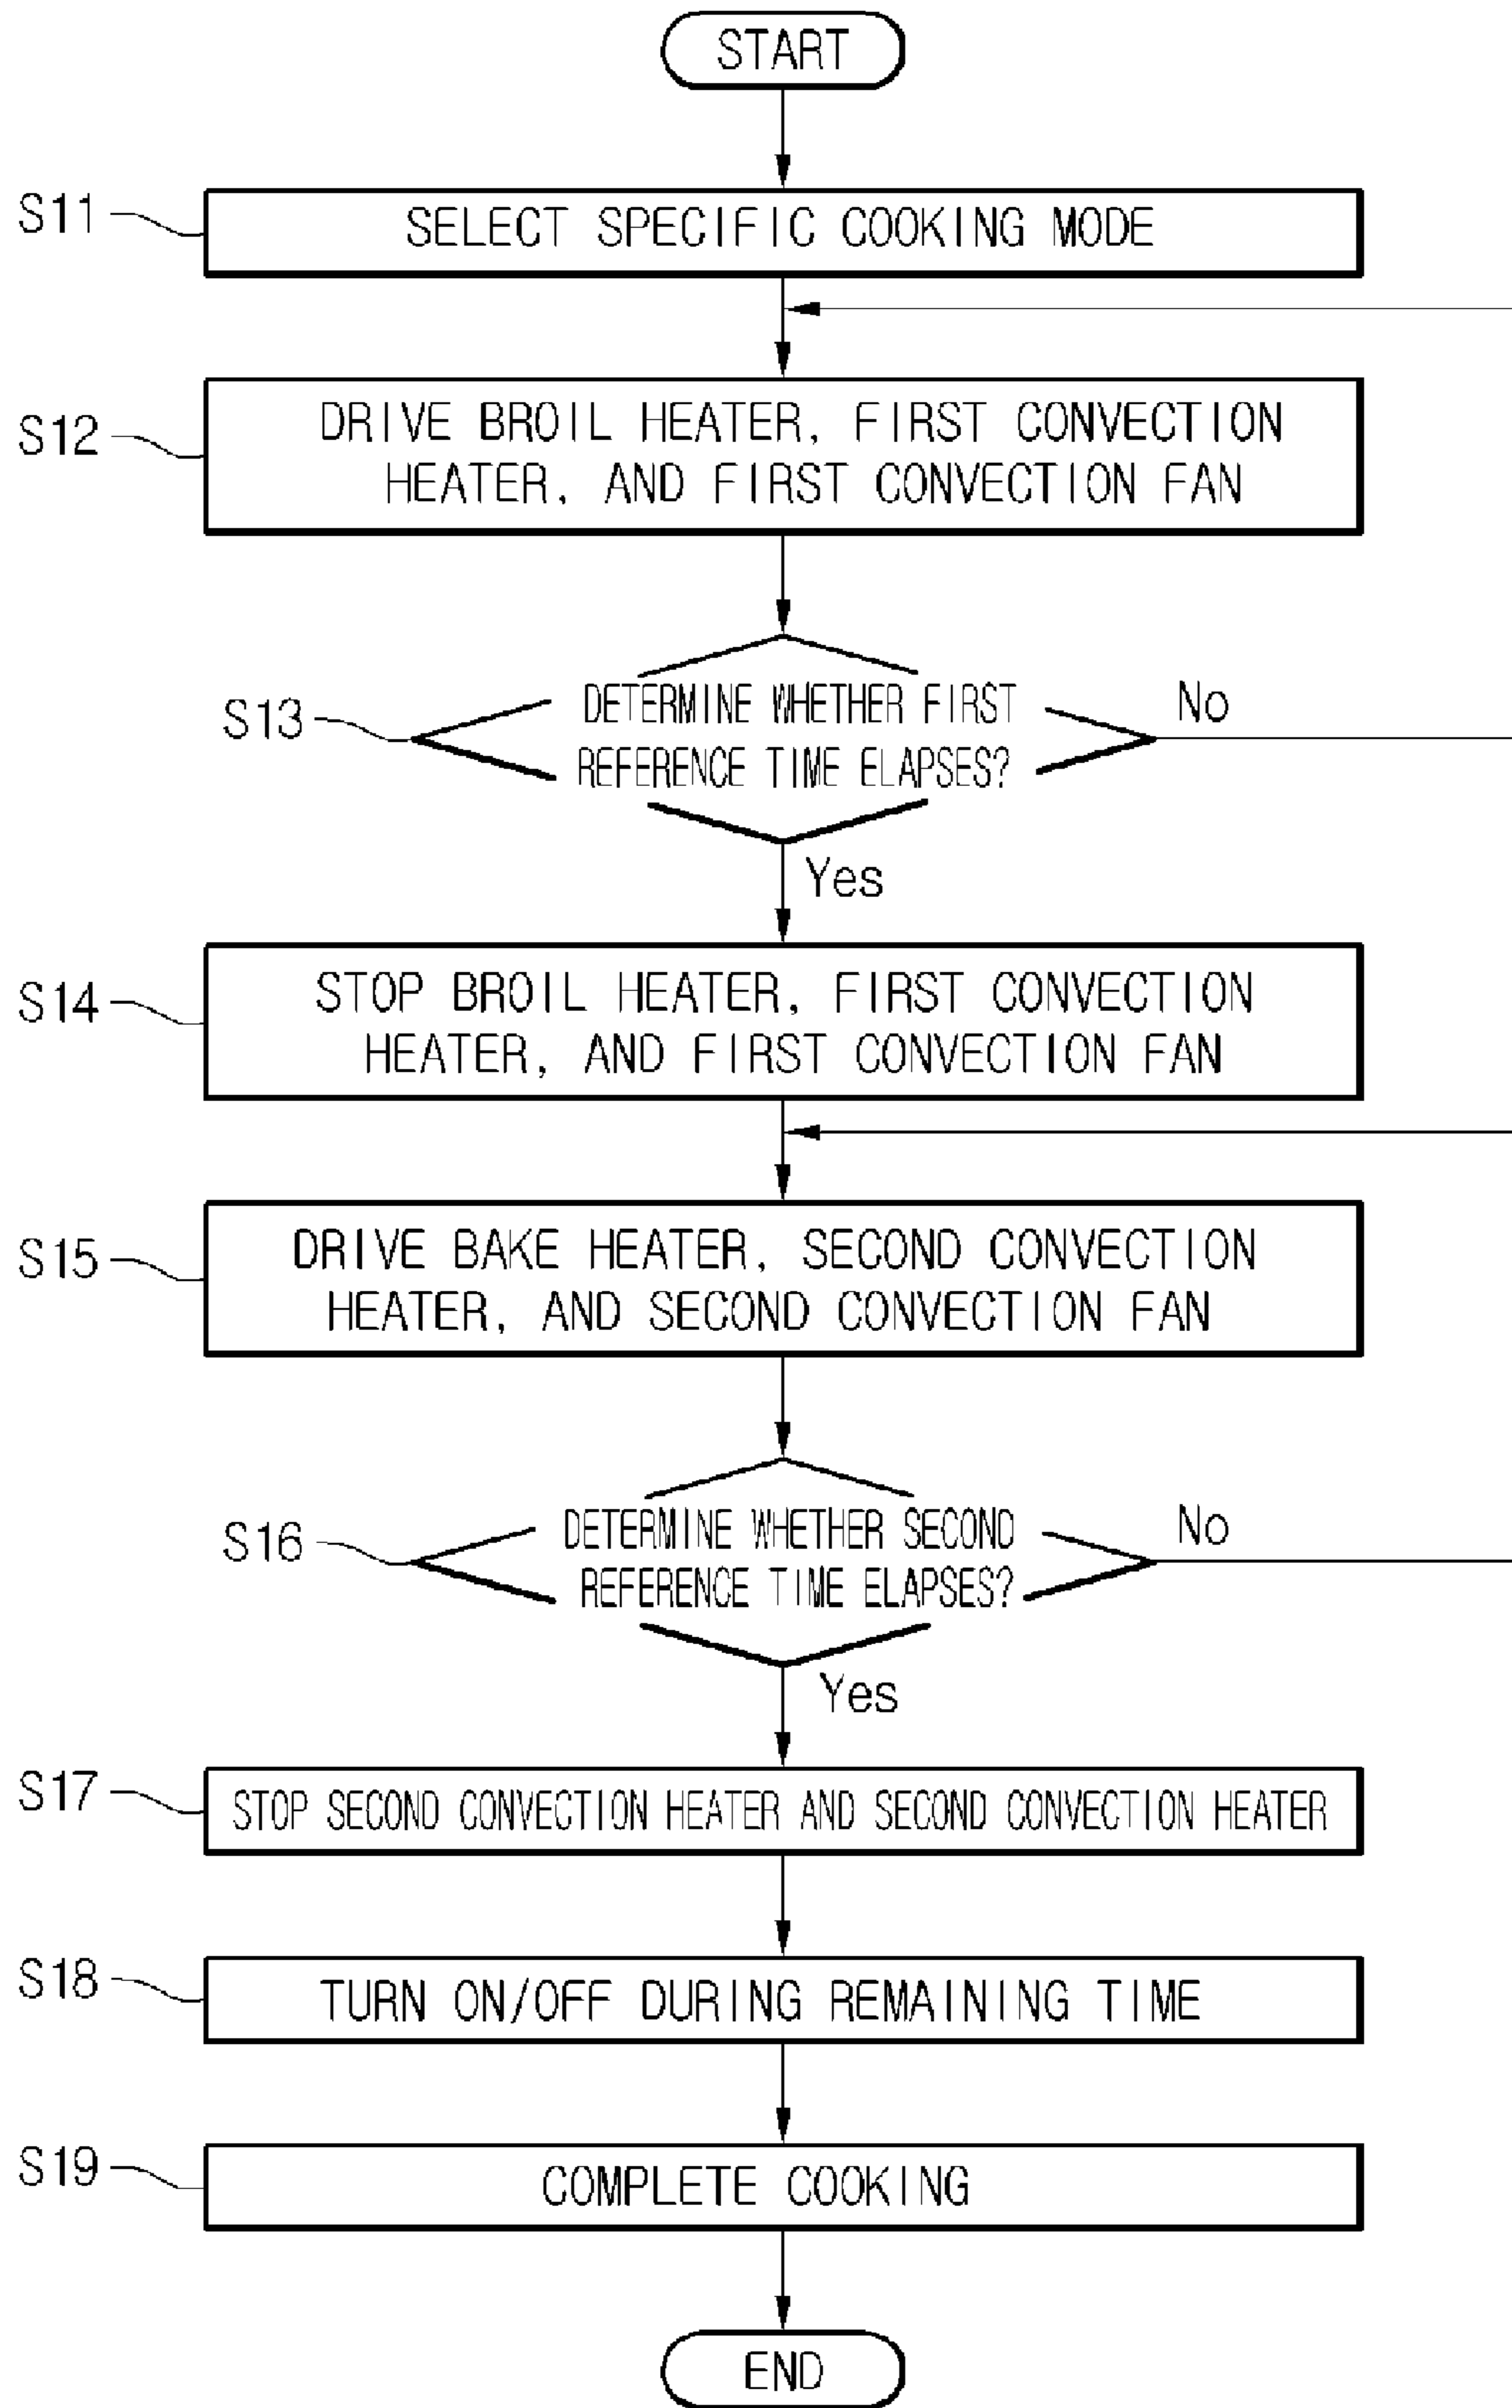 START
S11
SELECT SPECIFIC COOKING MODE
S12
DRIVE BROIL HEATER, FIRST CONVECTION
HEATER, AND FIRST CONVECTION FAN
S13
DETERMINE WHETHER FIRST
REFERENCE TIME ELAPSES?
No
Yes
S14
STOP BROIL HEATER, FIRST CONVECTION
HEATER, AND FIRST CONVECTION FAN
S15
DRIVE BAKE HEATER, SECOND CONVECTION
HEATER, AND SECOND CONVECTION FAN
S16
DETERMINE WHETHER SECOND
REFERENCE TIME ELAPSES?
No
Yes
S17
STOP SECOND CONVECTION HEATER AND SECOND CONVECTION HEATER
S18
TURN ON/OFF DURING REMAINING TIME
S19
COMPLETE COOKING
END